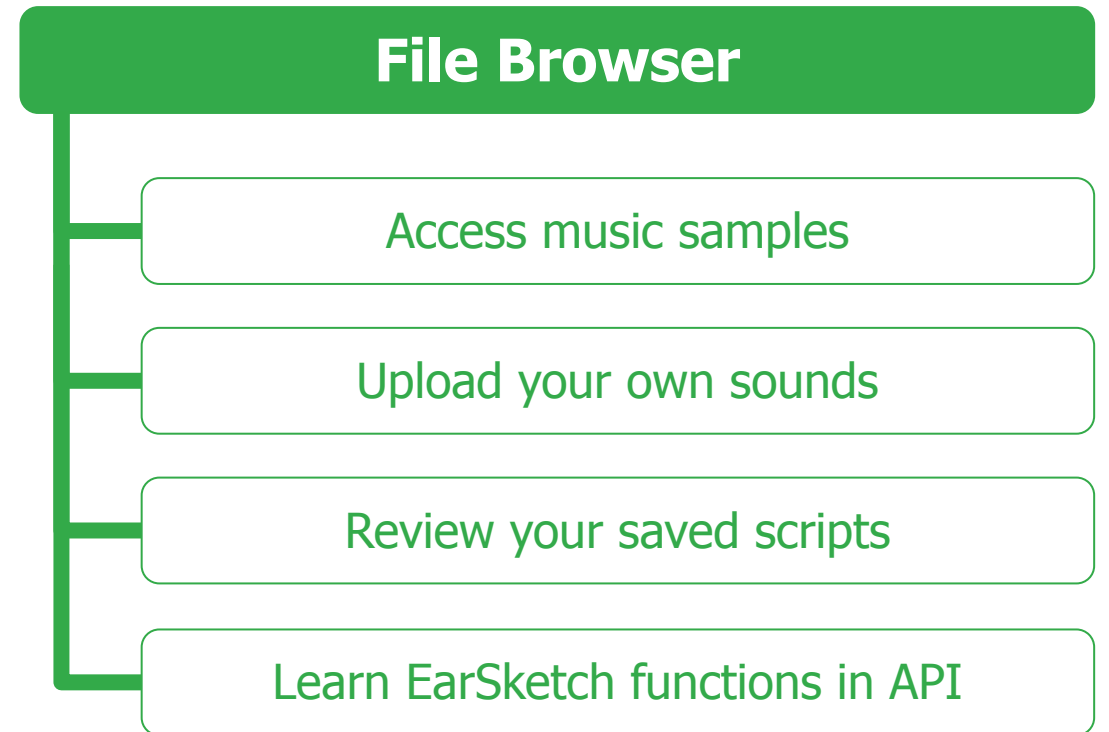 File Browser
Access music samples
Upload your own sounds
Review your saved scripts
Learn EarSketch functions in API